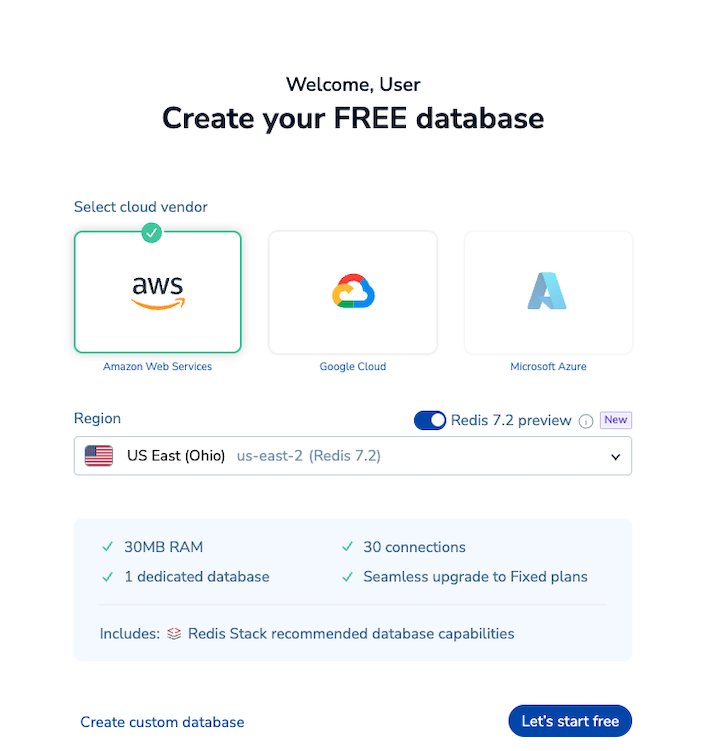 Welcome, User
Create your FREE database
Select cloud vendor
aws
Amazon Web Services
Google Cloud
Microsoft Azure
Region
Redis 7.2 preview
New
US East (Ohio) us-east-2 (Redis 7.2)
30MB RAM
30 connections
1 dedicated database
Seamless upgrade to Fixed plans
Includes: Redis Stack recommended database capabilities
Create custom database
Let's start free